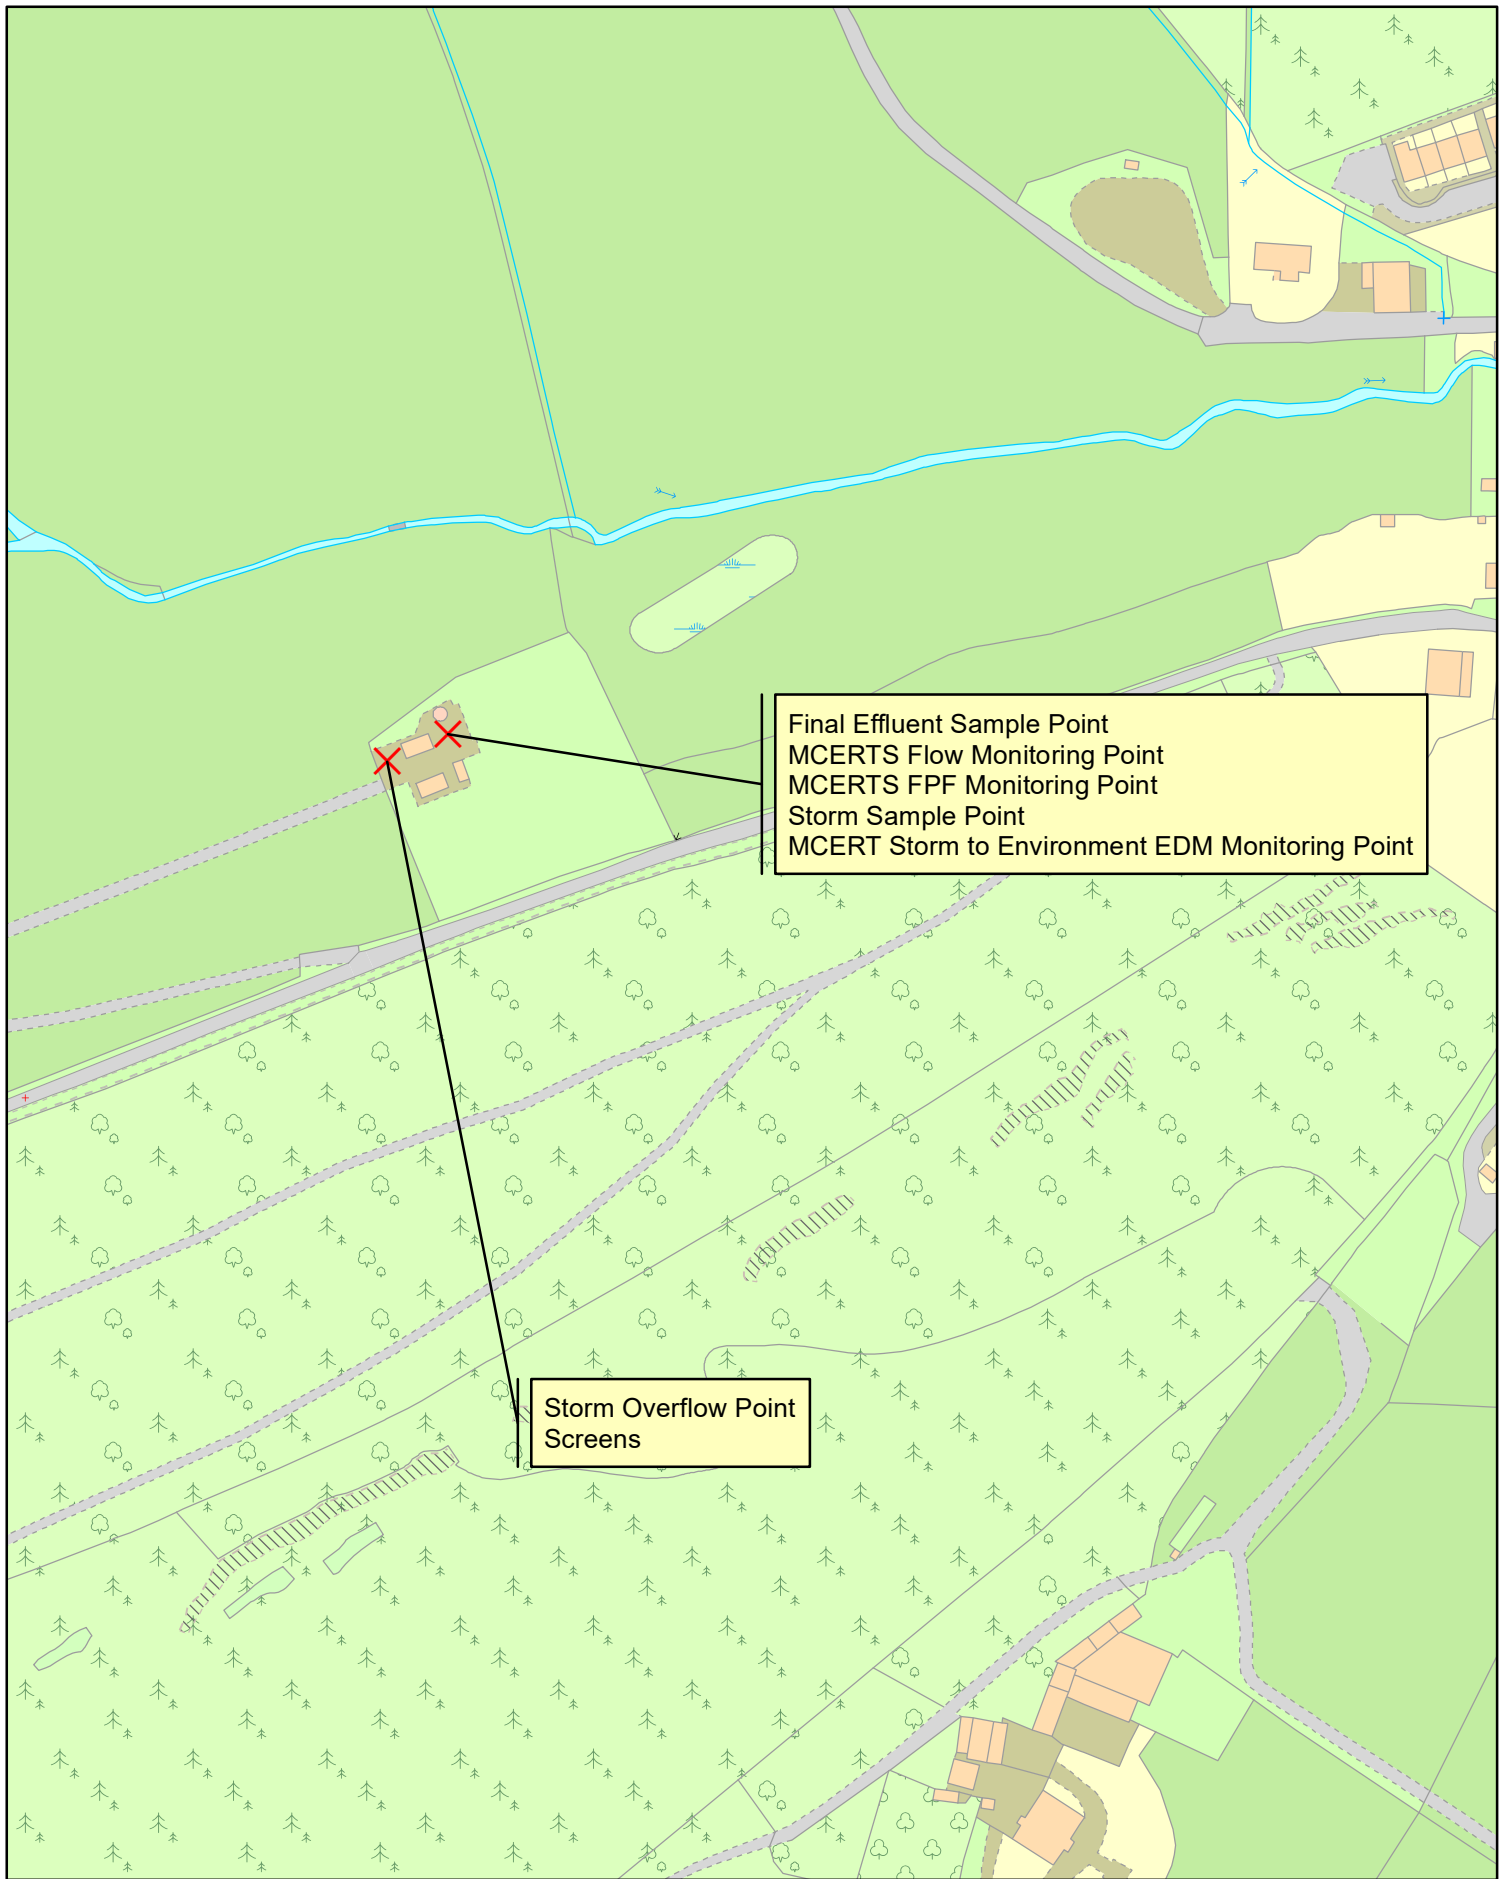 Final Effluent Sample Point
MCERTS Flow Monitoring Point
MCERTS FPF Monitoring Point
Storm Sample Point
MCERT Storm to Environment EDM Monitoring Point
Storm Overflow Point
Screens